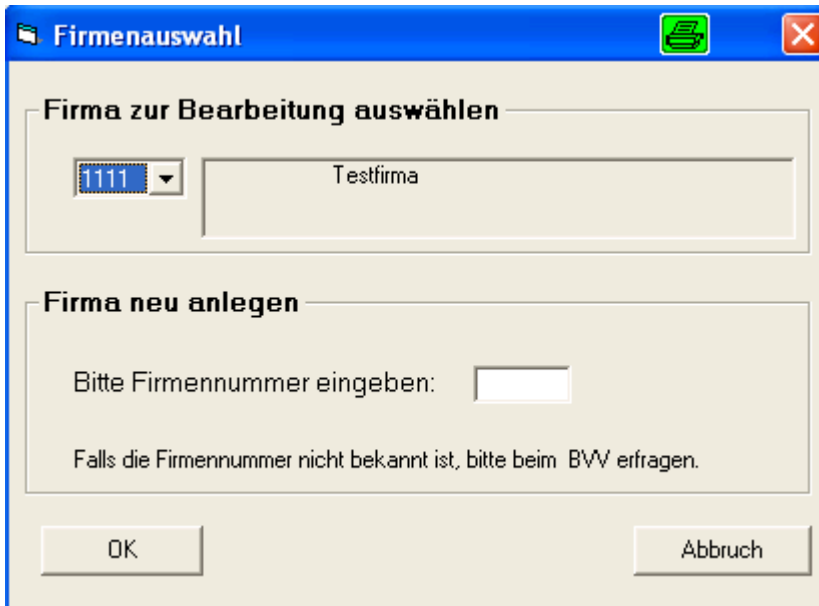 Firmenauswahl
Firma zur Bearbeitung auswählen
1111 Testfirma
Firma neu anlegen
Bitte Firmennummer eingeben:
Falls die Firmennummer nicht bekannt ist, bitte beim BVV erfragen.
OK Abbruch